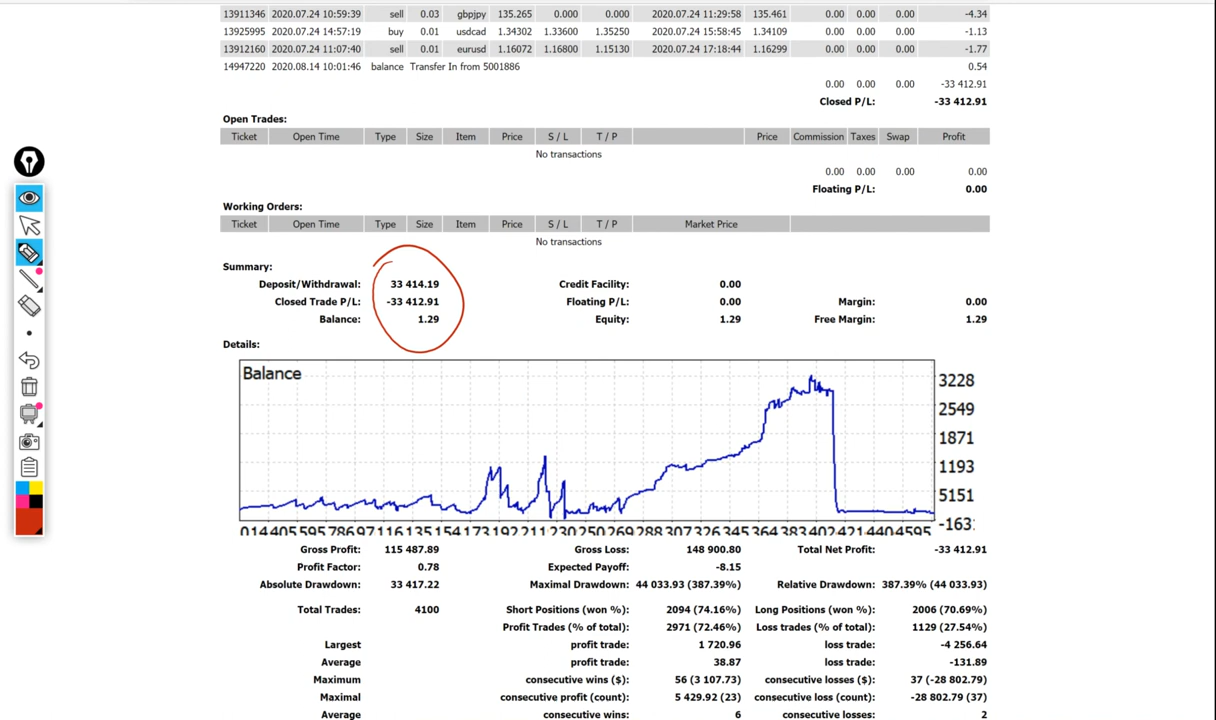 13911346 2020.07.24 10:59:39 sell 0.03 gbpjpy 135.265 0.000 0.000 2020.07.24 11:29:58 135.461 0.00 0.00 0.00 -4.34
13925995 2020.07.24 14:57:19 buy 0.01 usdcad 1.34302 1.33600 1.35250 2020.07.24 15:58:45 1.34109 0.00 0.00 0.00 -1.13
13912160 2020.07.24 11:07:40 sell 0.01 eurusd 1.16072 1.16800 1.15130 2020.07.24 17:18:44 1.16299 0.00 0.00 0.00 -1.77
14947220 2020.08.14 10:01:46 balance Transfer In from 5001886 0.54
0.00 0.00 0.00 -33 412.91
Closed P/L: -33 412.91
Open Trades:
Ticket Open Time Type Size Item Price S / L T / P Price Commission Taxes Swap Profit
No transactions
0.00 0.00 0.00 0.00
Floating P/L: 0.00
Working Orders:
Ticket Open Time Type Size Item Price S / L T / P Market Price
No transactions
Summary:
Deposit/Withdrawal: 33 414.19 Credit Facility: 0.00
Closed Trade P/L: -33 412.91 Floating P/L: 0.00 Margin: 0.00
Balance: 1.29 Equity: 1.29 Free Margin: 1.29
Details:
Balance
3228
2549
1871
1193
5151
-163
Gross Profit: 115 487.89 Gross Loss: 148 900.80 Total Net Profit: -33 412.91
Profit Factor: 0.78 Expected Payoff: -8.15
Absolute Drawdown: 33 417.22 Maximal Drawdown: 44 033.93 (387.39%) Relative Drawdown: 387.39% (44 033.93)
Total Trades: 4100 Short Positions (won %): 2094 (74.16%) Long Positions (won %): 2006 (70.69%)
Profit Trades (% of total): 2971 (72.46%) Loss trades (% of total): 1129 (27.54%)
Largest profit trade: 1 720.96 loss trade: -4 256.64
Average profit trade: 38.87 loss trade: -131.89
Maximum consecutive wins ($): 56 (3 107.73) consecutive losses ($): 37 (-28 802.79)
Maximal consecutive profit (count): 5 429.92 (23) consecutive loss (count): -28 802.79 (37)
Average consecutive wins: 6 consecutive losses: 2